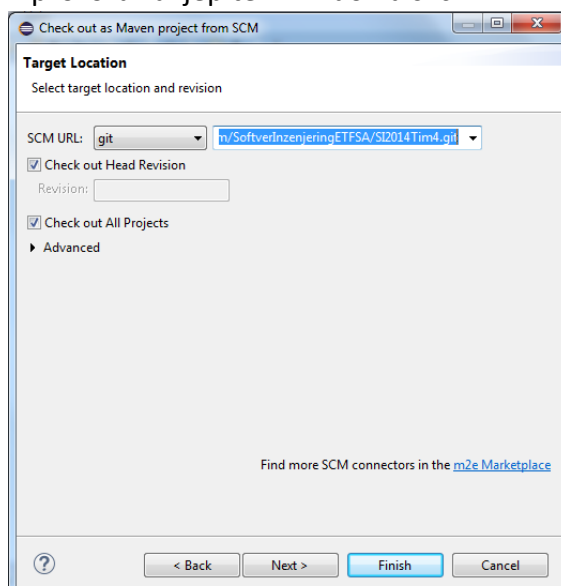 Check out as Maven project from SCM
Target Location
Select target location and revision
SCM URL: git m/SoftverInzenjeringETFSA/SI2014Tim4.git
Check out Head Revision
Revision:
Check out All Projects
Advanced
Find more SCM connectors in the m2e Marketplace
? < Back Next > Finish Cancel